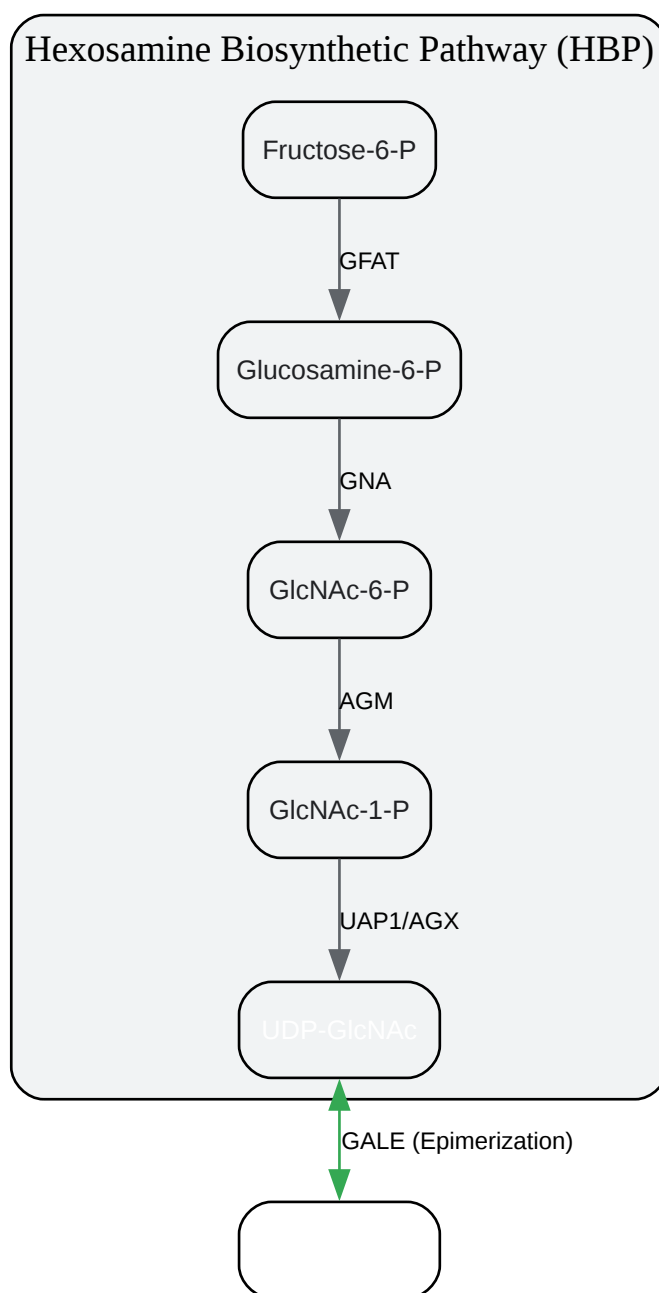 Hexosamine Biosynthetic Pathway (HBP)
Fructose-6-P
GFAT
Glucosamine-6-P
GNA
GlcNAc-6-P
AGM
GlcNAc-1-P
UAP1/AGX
UDP-GlcNAc
GALE (Epimerization)